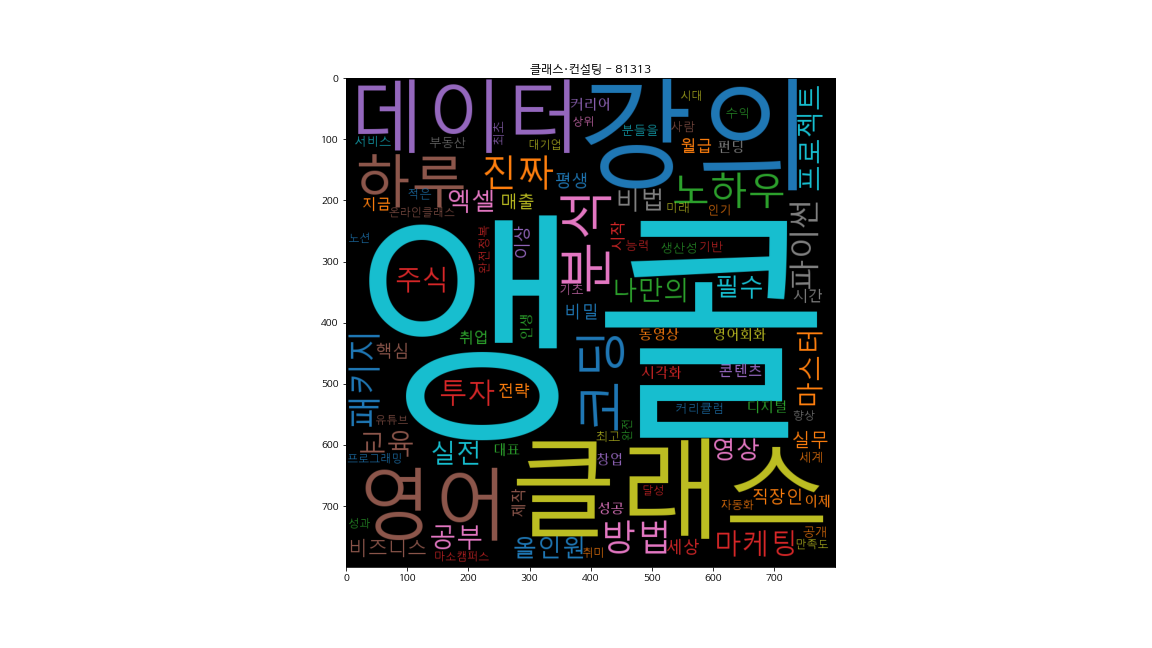 클래스·컨설팅 - 81313
0
100
200
300
400
500
600
700
0
100
200
300
400
500
600
700
데이터
강의
프로젝트
커리어
시대
상위
수익
분들을
사람
서비스
부동산
최초
대기업
월급
펀딩
하루
진짜
평생
노하우
적은
엑셀
매출
지금
온라인클래스
비법
미래
인기
분석
파이썬
노션
완전정복
이상
시작
능력
생산성
기반
앵콜
주식
기초
나만의
필수
시간
비밀
인생
취업
동영상
영어회화
패키지
핵심
코딩
마스터
시각화
콘텐츠
투자
전략
커리큘럼
디지털
향상
유튜브
교육
최고
완전
실전
대표
영상
실무
세계
프로그래밍
창업
클래스
영어
제작
달성
직장인
이제
자동화
성공
성과
공부
비즈니스
마소캠퍼스
올인원
취미
방법
세상
마케팅
공개
만족도